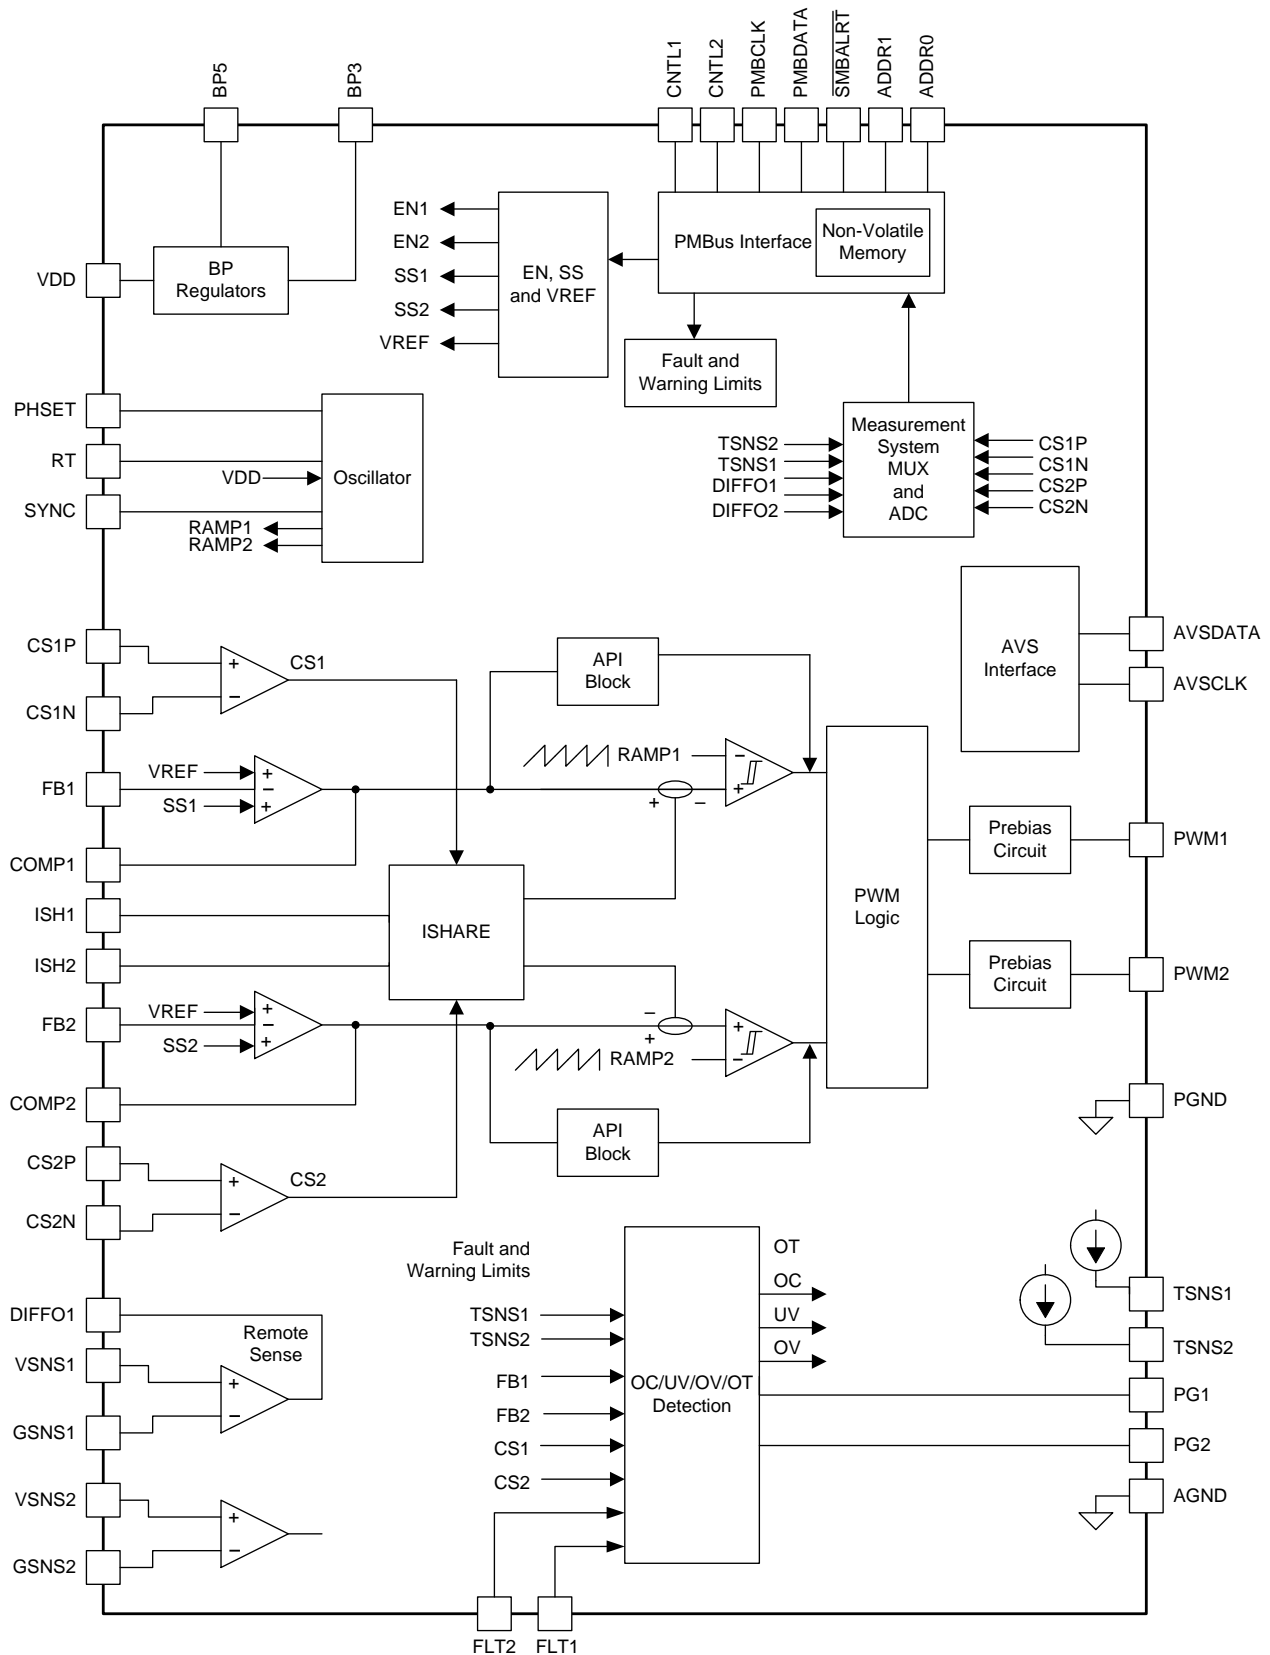 BP5
BP3
CNTL1
CNTL2
PMBCLK
PMBDATA
SMBALRT
ADDR1
ADDR0
VDD
BP
Regulators
EN1
EN2
SS1
SS2
VREF
EN, SS
and VREF
PMBus Interface
Non-Volatile
Memory
Fault and
Warning Limits
PHSET
RT
SYNC
VDD
RAMP1
RAMP2
Oscillator
TSNS2
TSNS1
DIFFO1
DIFFO2
Measurement
System
MUX
and
ADC
CS1P
CS1N
CS2P
CS2N
AVS
Interface
AVSDATA
AVSCLK
CS1P
CS1N
+
−
CS1
API
Block
RAMP1
−
+
+
−
FB1
VREF
SS1
+
−
+
COMP1
ISH1
ISH2
ISHARE
PWM
Logic
Prebias
Circuit
PWM1
Prebias
Circuit
PWM2
FB2
VREF
SS2
+
−
+
−
+
+
−
RAMP2
COMP2
API
Block
PGND
CS2P
CS2N
+
−
CS2
Fault and
Warning Limits
TSNS1
TSNS2
FB1
FB2
CS1
CS2
OC/UV/OV/OT
Detection
OT
OC
UV
OV
TSNS1
TSNS2
PG1
PG2
AGND
DIFFO1
Remote
Sense
VSNS1
GSNS1
+
−
VSNS2
GSNS2
+
−
FLT2
FLT1